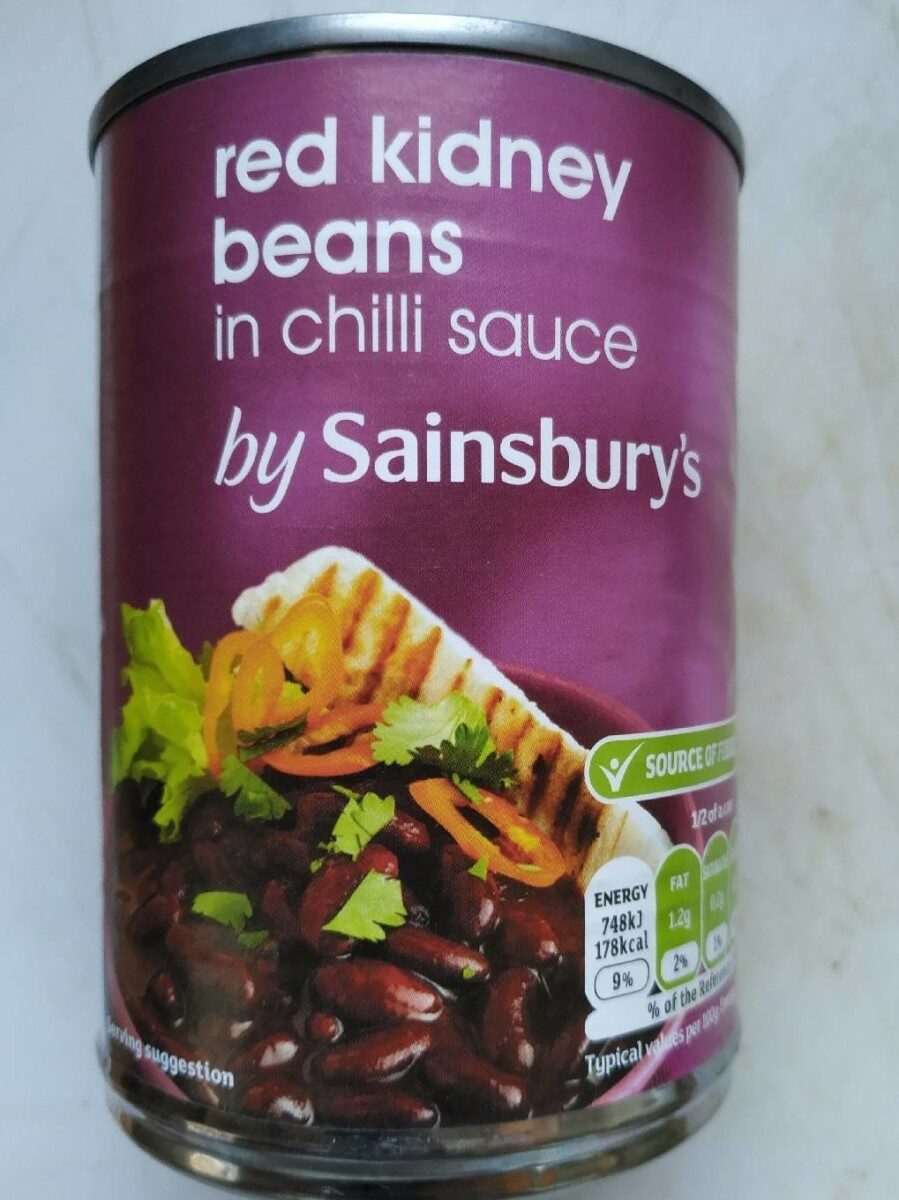 red kidney
beans
in chilli sauce
by Sainsbury's
SOURCE OF
1/2 of a can
ENERGY
748kJ
178kcal
9%
FAT
1.2g
2%
1%
% of the
Typical values per 100g
serving suggestion